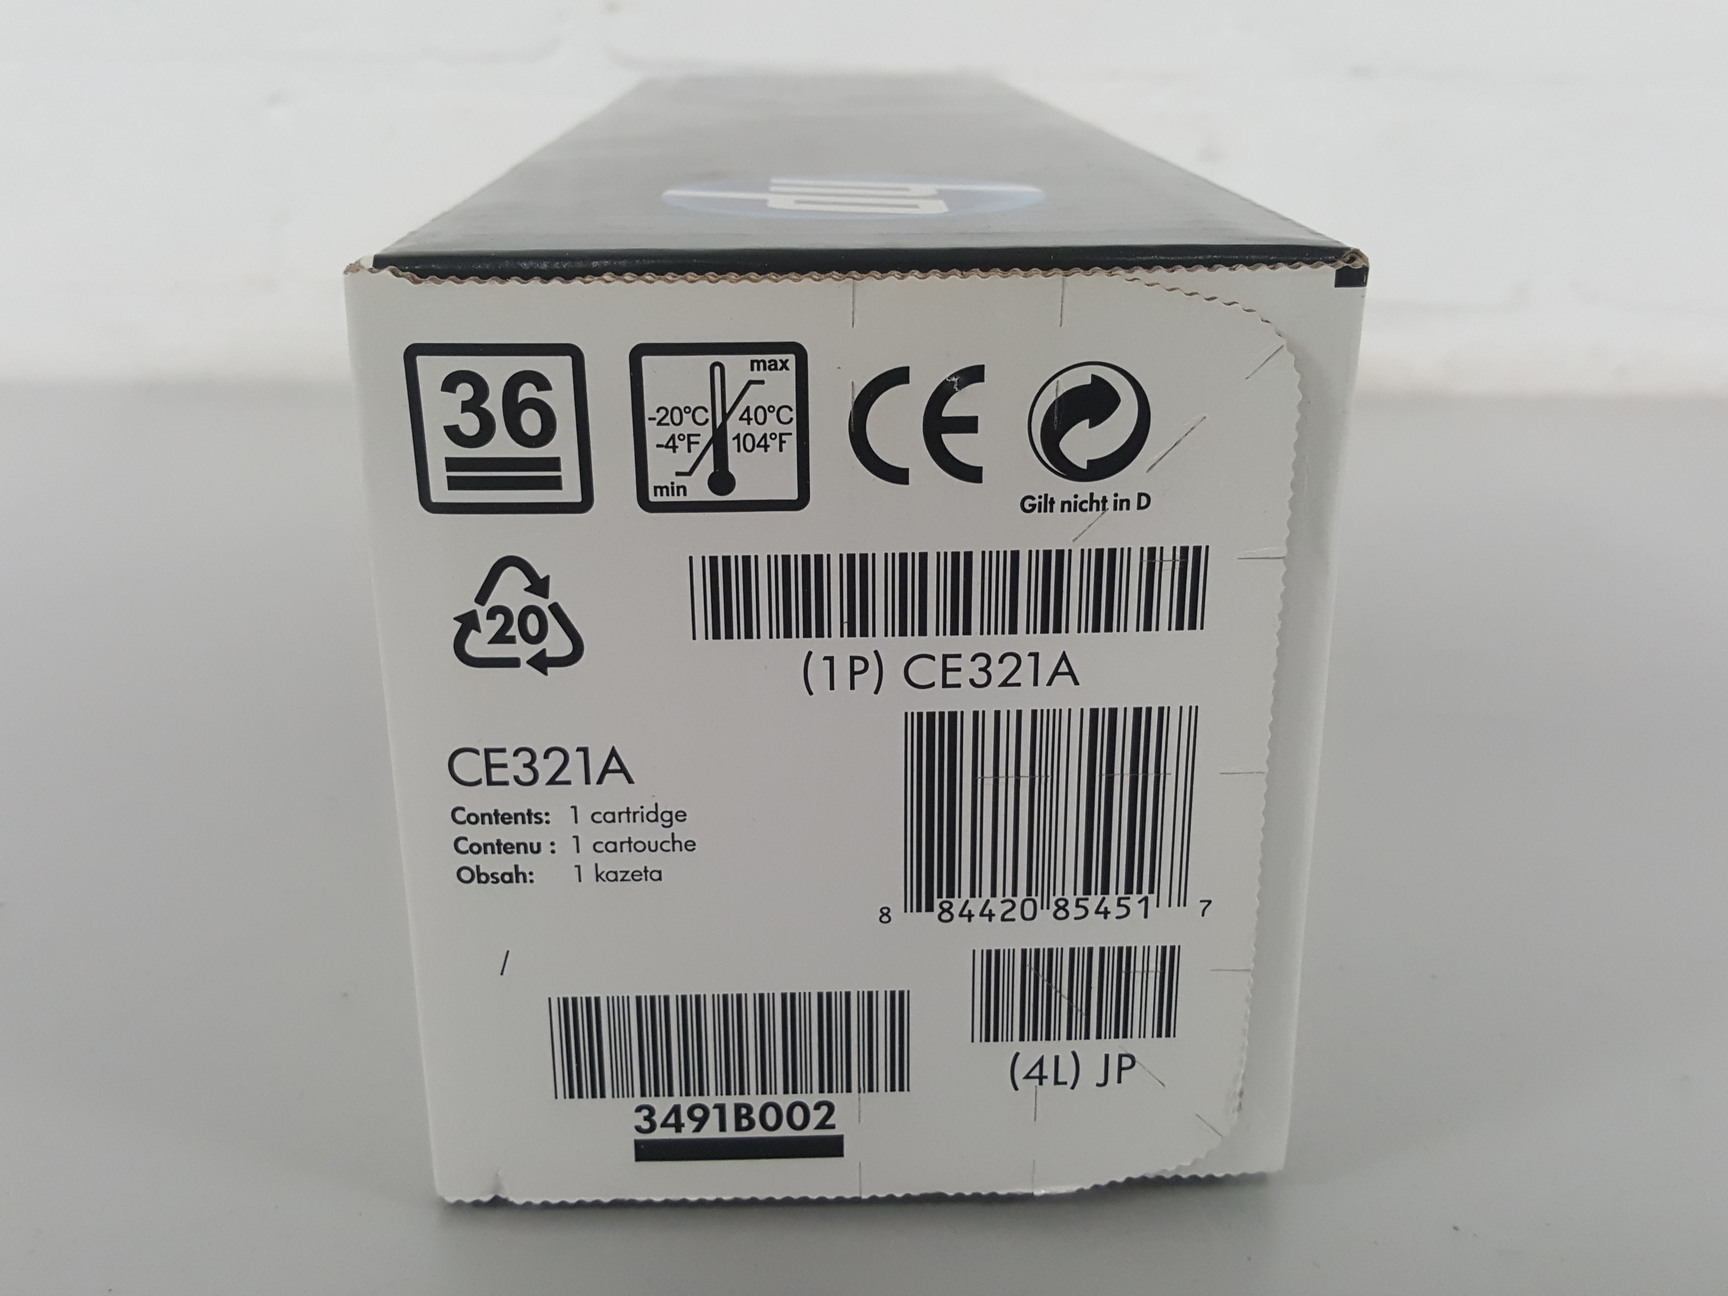 hp
36
max
-20°C 40°C
-4°F 104°F
min
CE
Gilt nicht in D
20
(1P) CE321A
CE321A
Contents: 1 cartridge
Contenu : 1 cartouche
Obsah: 1 kazeta
8 84420 85451 7
/
(4L) JP
3491B002